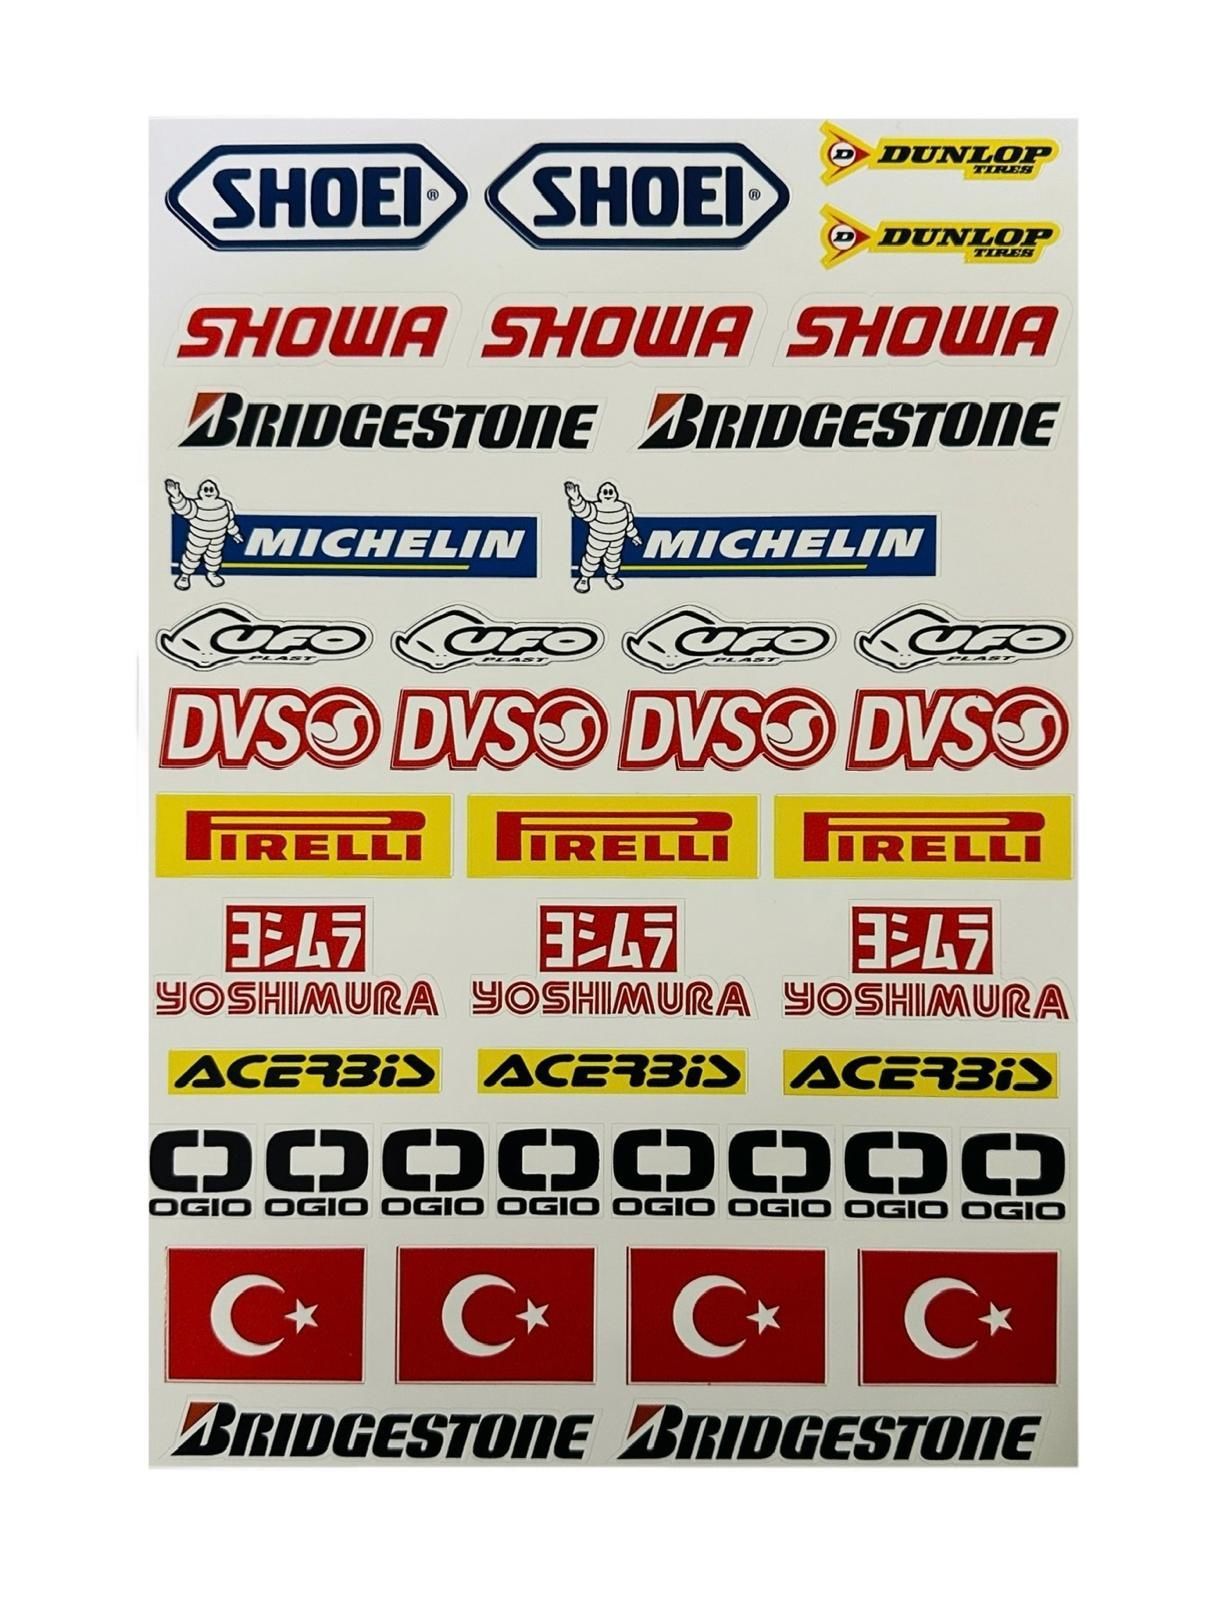 SHOEI® SHOEI® D DUNLOP
TIRES
D DUNLOP
TIRES
SHOWA SHOWA SHOWA
BRIDGESTONE BRIDGESTONE
MICHELIN MICHELIN
UFO UFO UFO UFO
PLAST PLAST PLAST PLAST
DVS DVS DVS DVS
PIRELLI PIRELLI PIRELLI
ヨシムラ ヨシムラ ヨシムラ
YOSHIMURA YOSHIMURA YOSHIMURA
ACERBIS ACERBIS ACERBIS
OGIO OGIO OGIO OGIO OGIO OGIO OGIO OGIO
BRIDGESTONE BRIDGESTONE